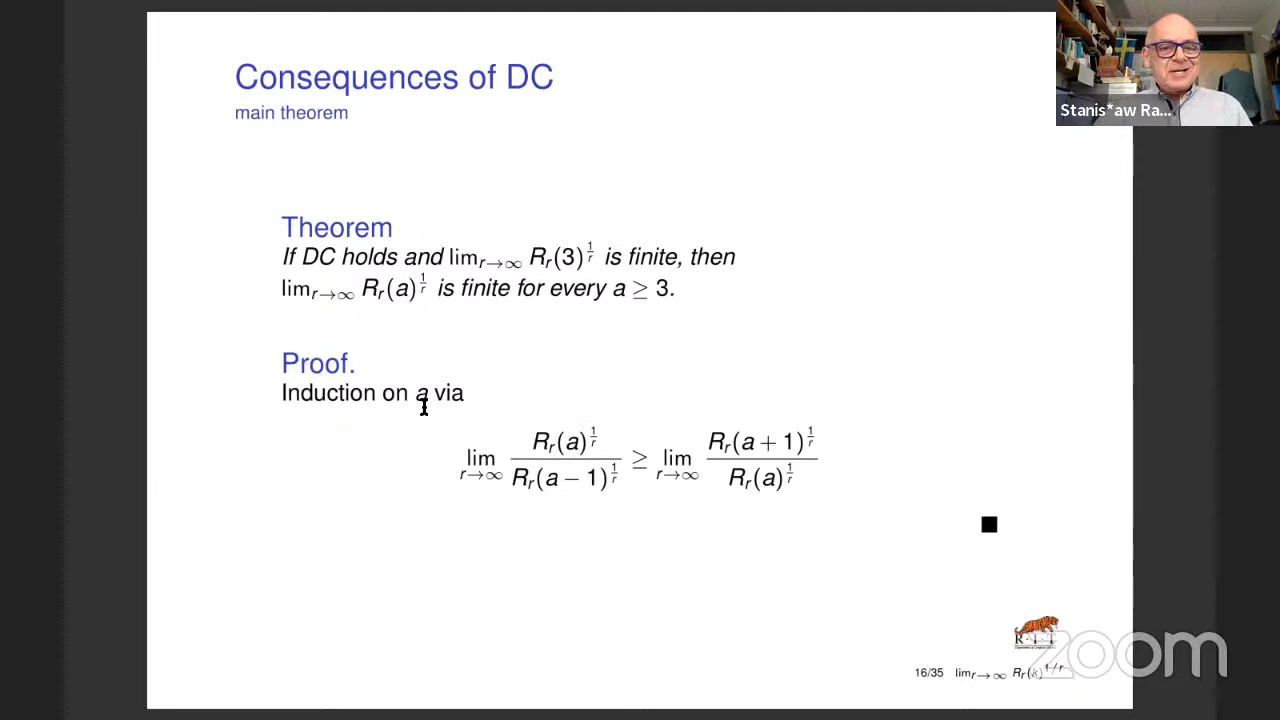 Consequences of DC
main theorem
Stanis*aw Ra...
Theorem
If DC holds and lim_{r→∞} R_r(3)^{1/r} is finite, then
lim_{r→∞} R_r(a)^{1/r} is finite for every a ≥ 3.
Proof.
Induction on a via
lim_{r→∞} R_r(a)^{1/r} / R_r(a − 1)^{1/r} ≥ lim_{r→∞} R_r(a + 1)^{1/r} / R_r(a)^{1/r}
R·I·T
zoom
16/35 lim_{r→∞} R_r(k)^{1/r}